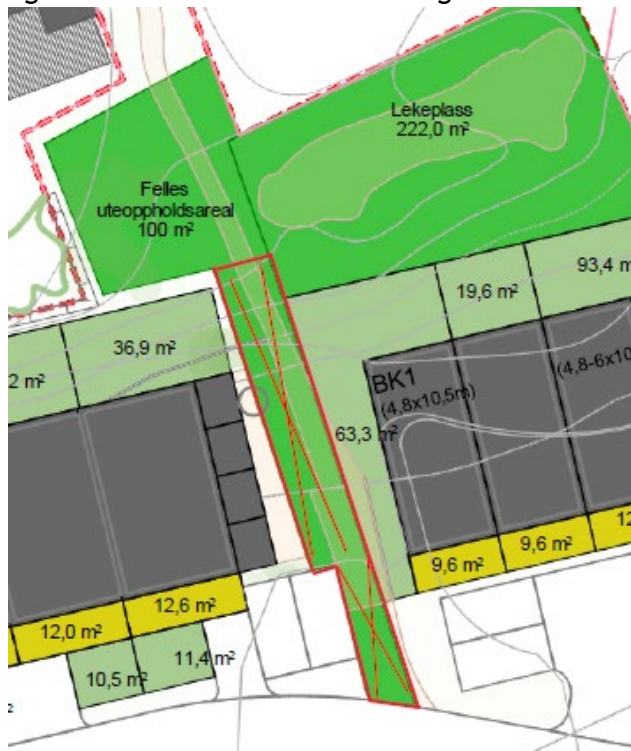 Lekeplass
222,0 m²
Felles
uteoppholdsareal
100 m²
93,4 m
19,6 m²
36,9 m²
2 m²
BK1
(4,8x10,5m)
(4,8-6x10
63,3 m²
12
9,6 m²
9,6 m²
12,6 m²
12,0 m²
11,4 m²
10,5 m²